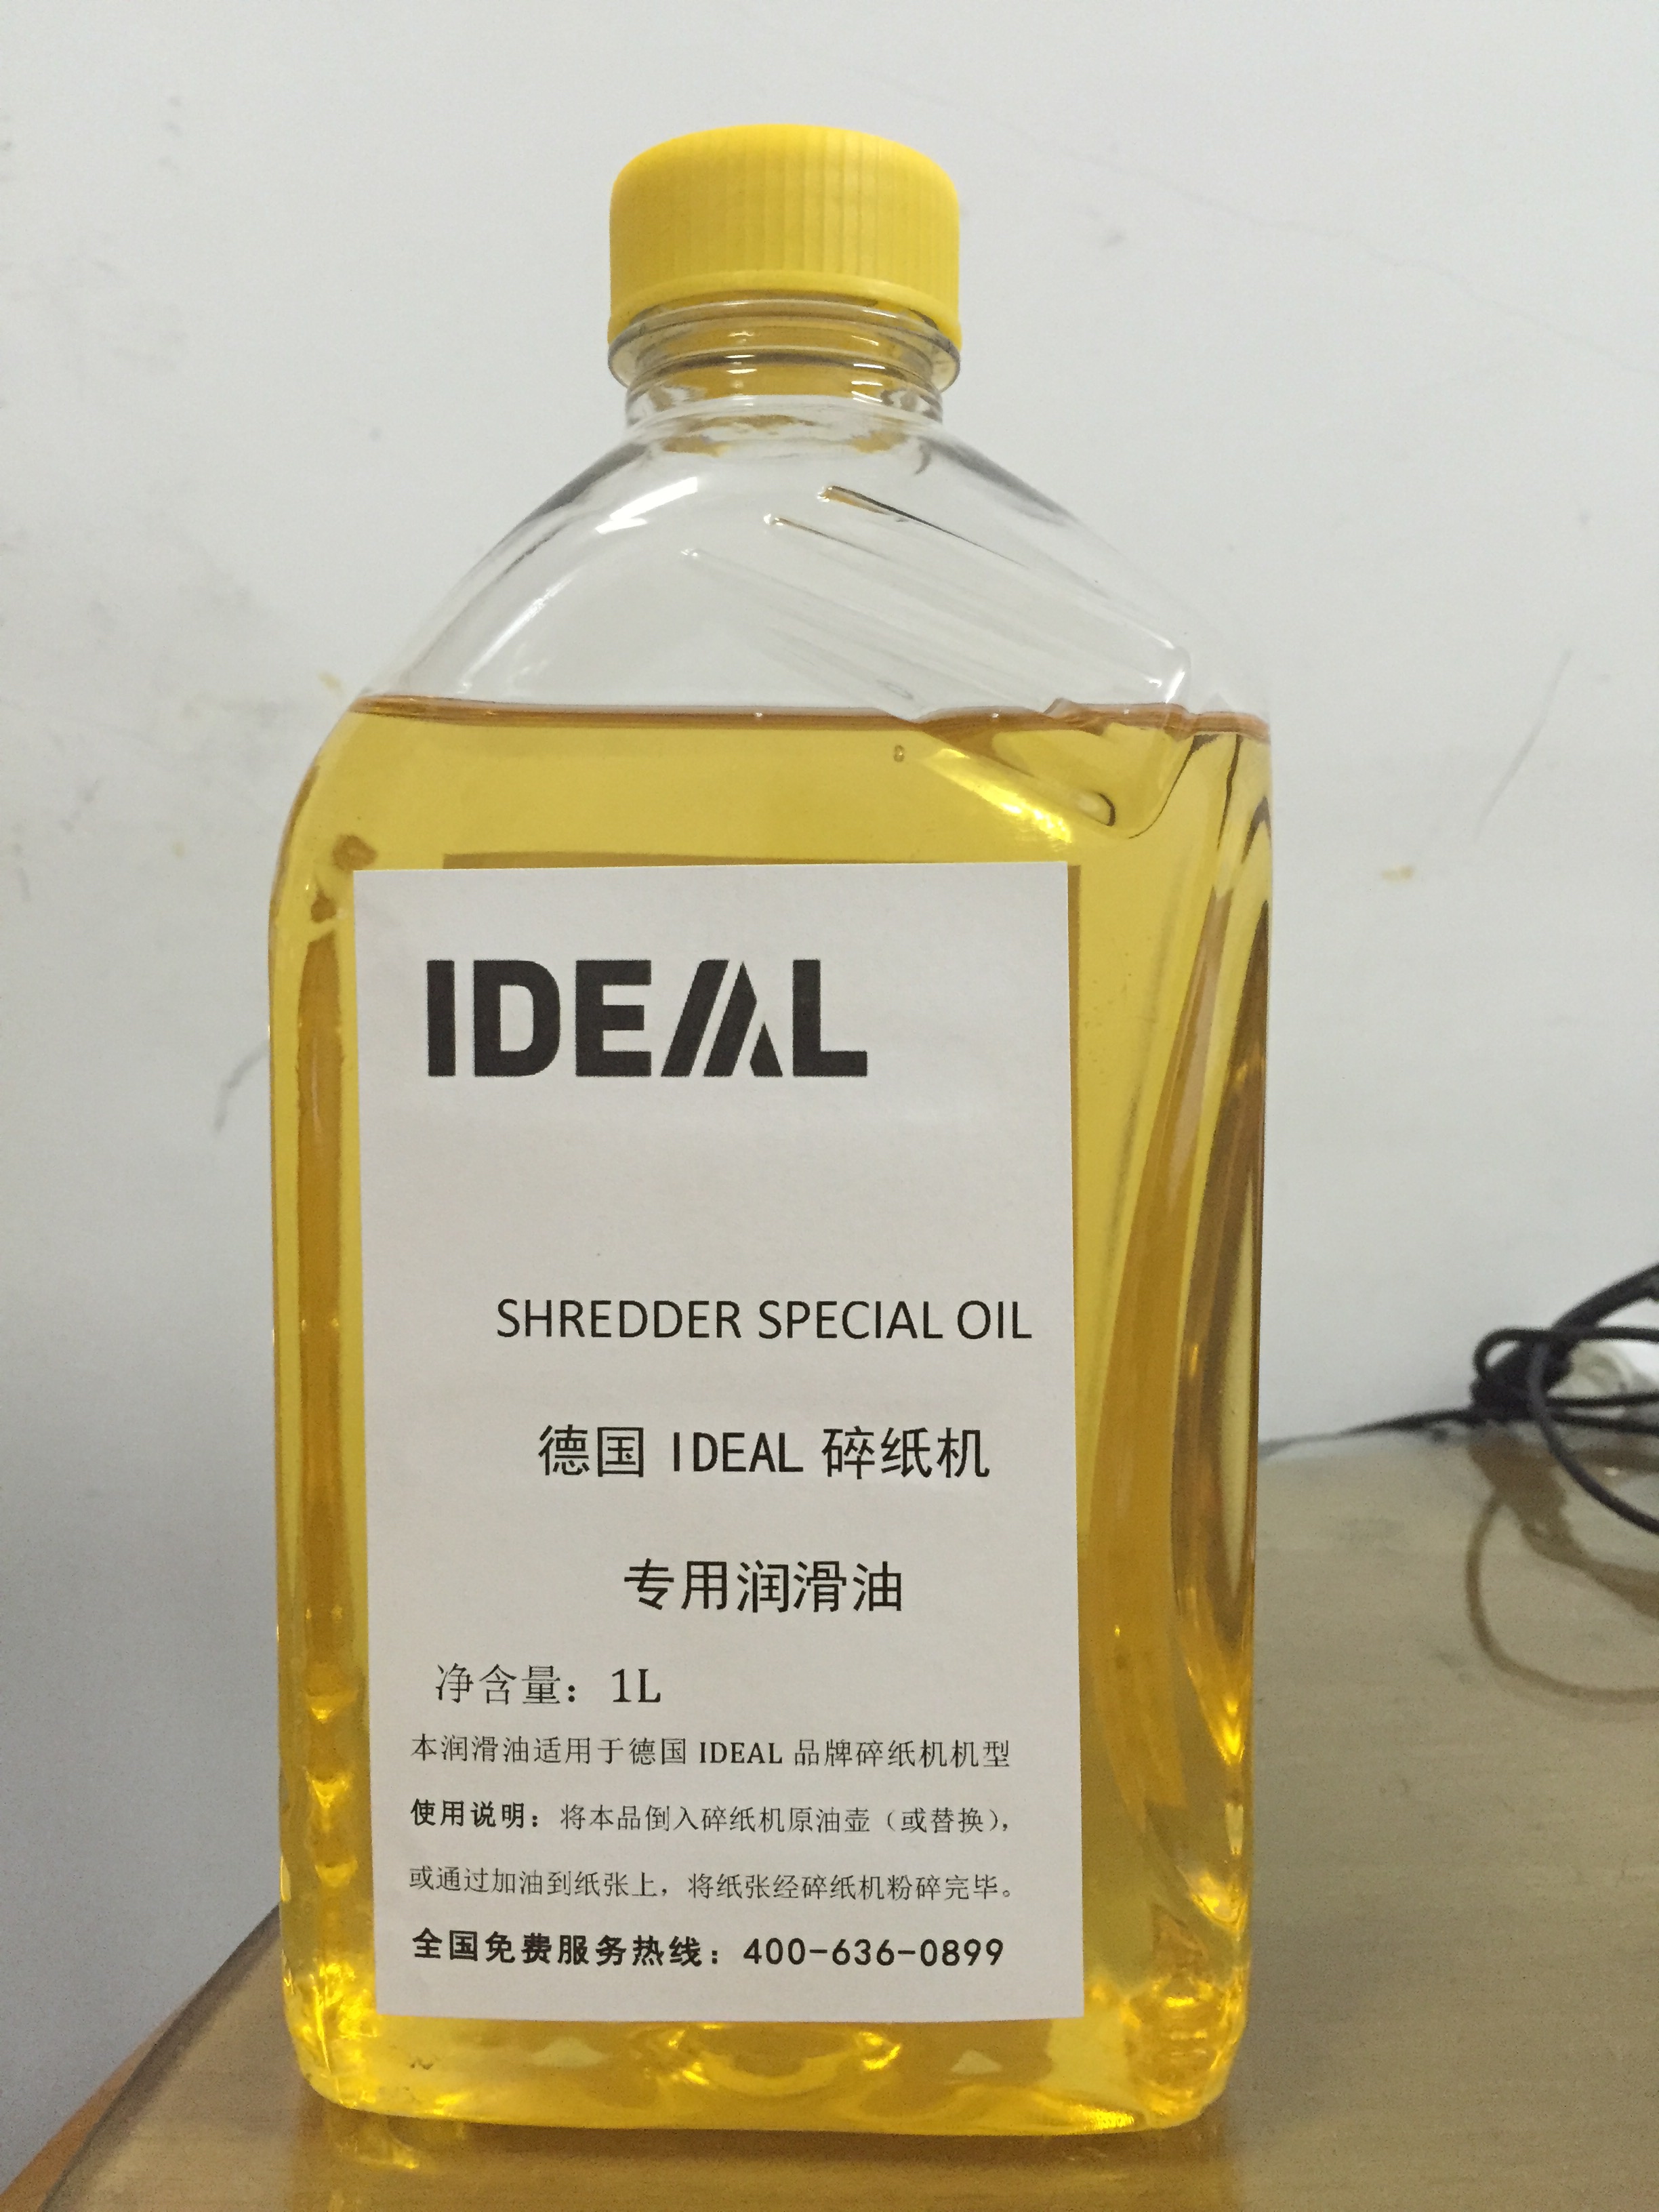 IDEAL
SHREDDER SPECIAL OIL
德国 IDEAL 碎纸机
专用润滑油
净含量：1L
本润滑油适用于德国 IDEAL 品牌碎纸机机型
使用说明：将本品倒入碎纸机原油壶（或替换），
或通过加油到纸张上，将纸张经碎纸机粉碎完毕。
全国免费服务热线：400-636-0899